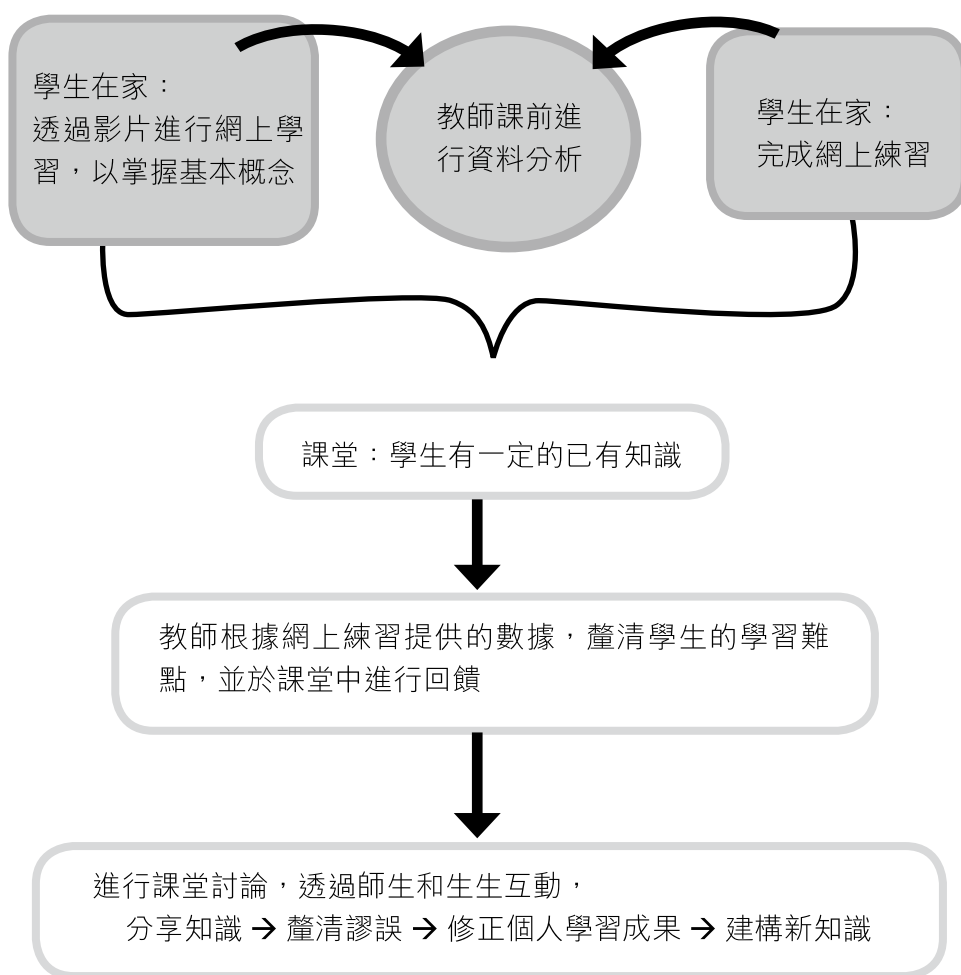 學生在家：
透過影片進行網上學
習，以掌握基本概念
教師課前進
行資料分析
學生在家：
完成網上練習
課堂：學生有一定的已有知識
教師根據網上練習提供的數據，釐清學生的學習難
點，並於課堂中進行回饋
進行課堂討論，透過師生和生生互動，
分享知識 → 釐清謬誤 → 修正個人學習成果 → 建構新知識